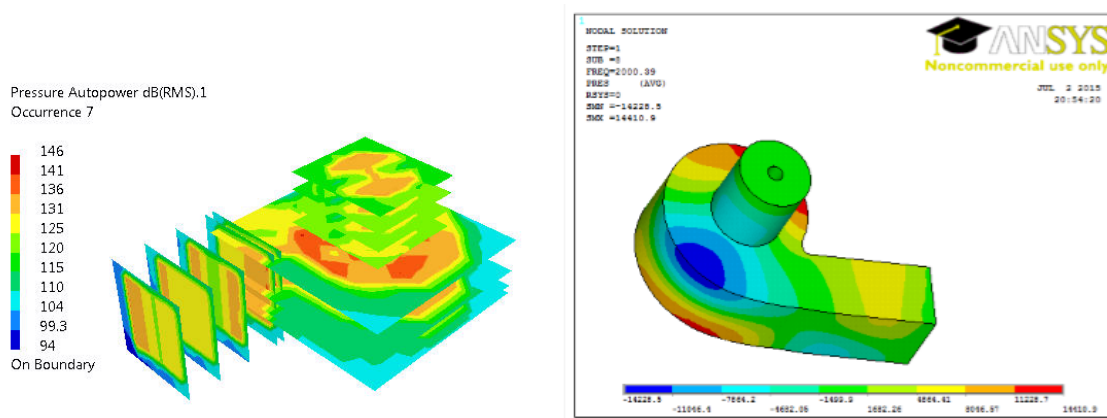 Pressure Autopower dB(RMS).1
Occurrence 7
146
141
136
131
125
120
115
110
104
99.3
94
On Boundary
1
NODAL SOLUTION
STEP=1
SUB =8
FREQ=2000.39
PRES (AVG)
RSYS=0
SMN =-14228.5
SMX =14410.9
ANSYS
Noncommercial use only
JUL 2 2015
20:54:20
-14228.5 -7864.2 -1499.9 4864.41 11228.7
-11046.4 -4682.05 1682.26 8046.57 14410.9